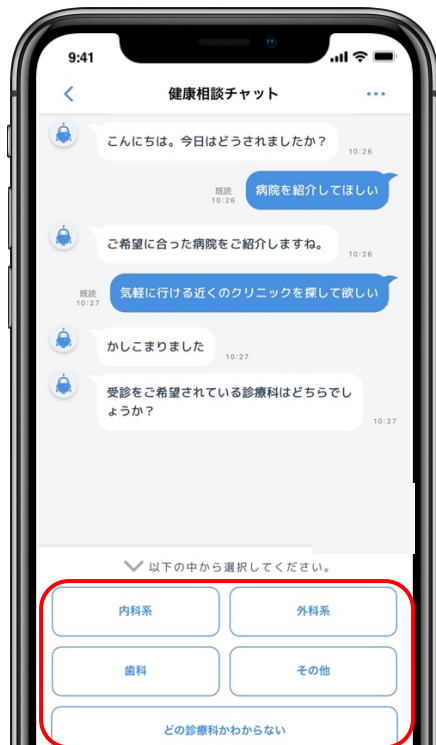 9:41
健康相談チャット
こんにちは。今日はどうされましたか？
10:26
既読
10:26
病院を紹介してほしい
ご希望に合った病院をご紹介しますね。
10:26
既読
10:27
気軽に行ける近くのクリニックを探して欲しい
かしこまりました
10:27
受診をご希望されている診療科はどちらでし
ょうか？
10:27
以下の中から選択してください。
内科系
外科系
歯科
その他
どの診療科かわからない